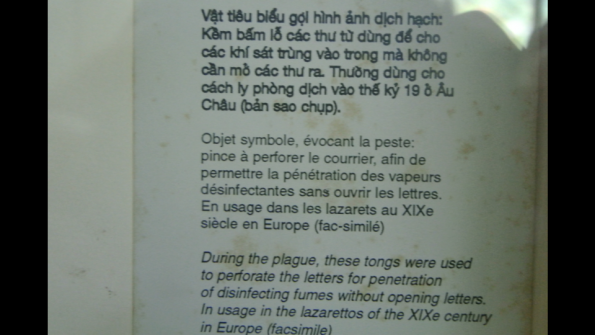 Vật tiêu biểu gọi hình ảnh dịch hạch:
Kềm bấm lỗ các thư từ dùng để cho
các khí sát trùng vào trong mà không
cần mở các thư ra. Thường dùng cho
cách ly phòng dịch vào thế kỷ 19 ở Âu
Châu (bản sao chụp).
Objet symbole, évocant la peste:
pince à perforer le courrier, afin de
permettre la pénétration des vapeurs
désinfectantes sans ouvrir les lettres.
En usage dans les lazarets au XIXe
siècle en Europe (fac-similé)
During the plague, these tongs were used
to perforate the letters for penetration
of disinfecting fumes without opening letters.
In usage in the lazarettos of the XIXe century
in Europe (facsimile)